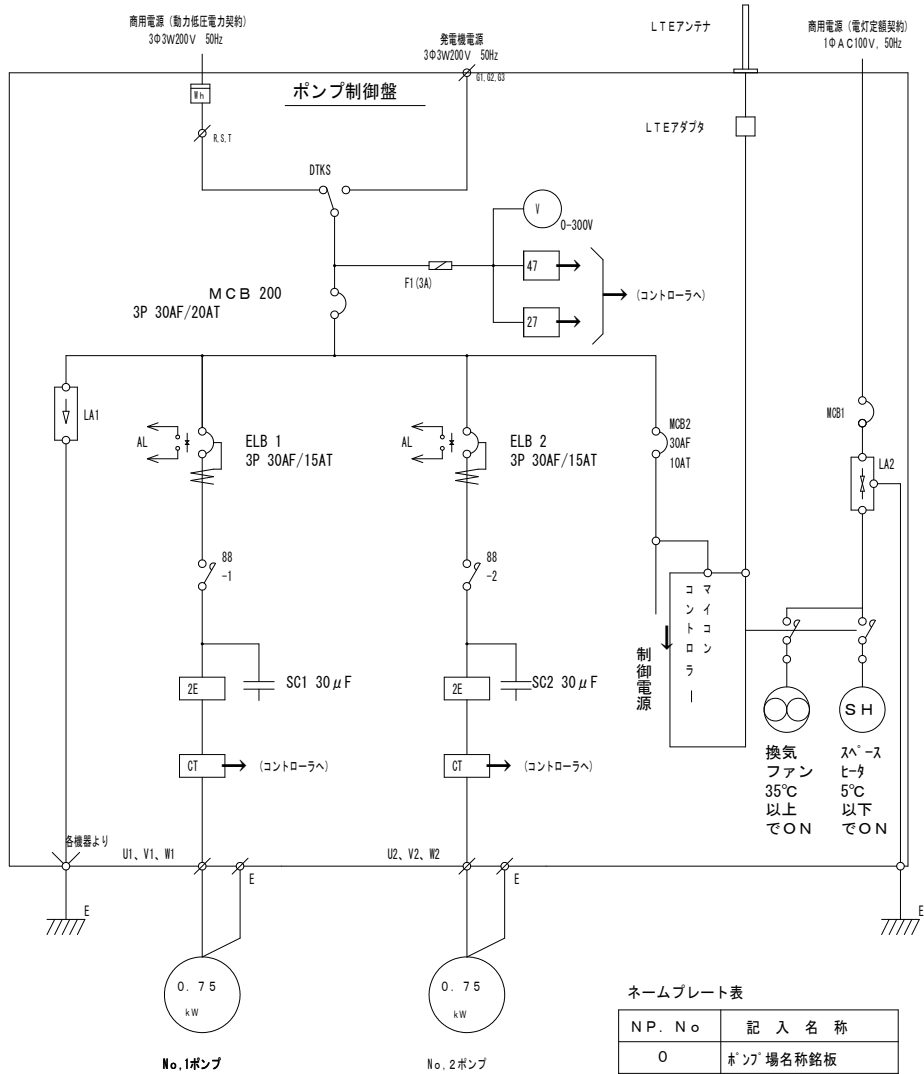 商用電源（動力低圧電力契約）
3Φ3W200V 50Hz
発電機電源
3Φ3W200V 50Hz
G1,G2,G3
LTEアンテナ
商用電源（電灯定額契約）
1ΦAC100V, 50Hz
ポンプ制御盤
Wh
R,S,T
LTEアダプタ
DTKS
V
0-300V
F1(3A)
47
27
(コントローラへ)
MCB 200
3P 30AF/20AT
LA1
AL
ELB 1
3P 30AF/15AT
AL
ELB 2
3P 30AF/15AT
MCB2
30AF
10AT
MCB1
LA2
88
-1
88
-2
マイコン
コントローラー
制御電源
2E
SC1 30μF
2E
SC2 30μF
CT
(コントローラへ)
CT
(コントローラへ)
SH
換気
ファン
35℃
以上
でON
スペース
ヒータ
5℃
以下
でON
各機器より
U1、V1、W1
E
U2、V2、W2
E
E
E
0.75
kW
0.75
kW
No,1ポンプ
No,2ポンプ
ネームプレート表
NP. No 記入名称
0 ポンプ場名称銘板